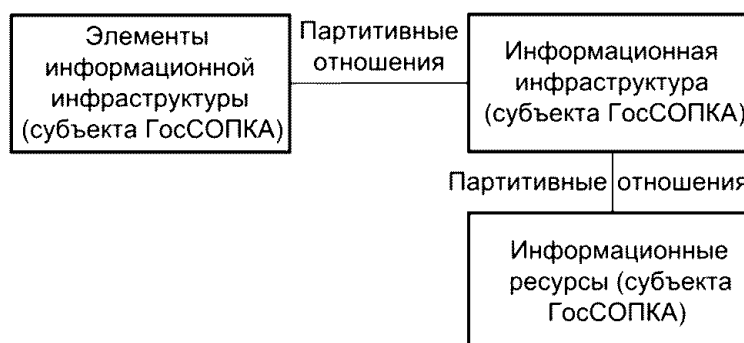 Элементы
информационной
инфраструктуры
(субъекта ГосСОПКА)
Партитивные
отношения
Информационная
инфраструктура
(субъекта ГосСОПКА)
Партитивные отношения
Информационные
ресурсы (субъекта
ГосСОПКА)